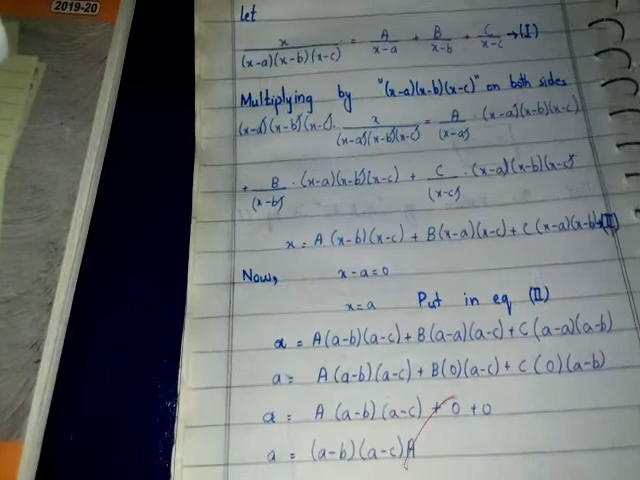 2019-20
let
x/((x-a)(x-b)(x-c)) = A/(x-a) + B/(x-b) + C/(x-c) → (I)
Multiplying by "(x-a)(x-b)(x-c)" on both sides
(x-a)(x-b)(x-c). x/((x-a)(x-b)(x-c)) = A/(x-a) . (x-a)(x-b)(x-c)
+ B/(x-b) . (x-a)(x-b)(x-c) + C/(x-c) . (x-a)(x-b)(x-c)
x = A (x-b)(x-c) + B(x-a)(x-c) + C(x-a)(x-b) → (II)
Now, x-a=0
x=a Put in eq (II)
a = A(a-b)(a-c) + B(a-a)(a-c) + C(a-a)(a-b)
a = A(a-b)(a-c) + B(0)(a-c) + C(0)(a-b)
a = A (a-b)(a-c) + 0 + 0
a = (a-b)(a-c)A